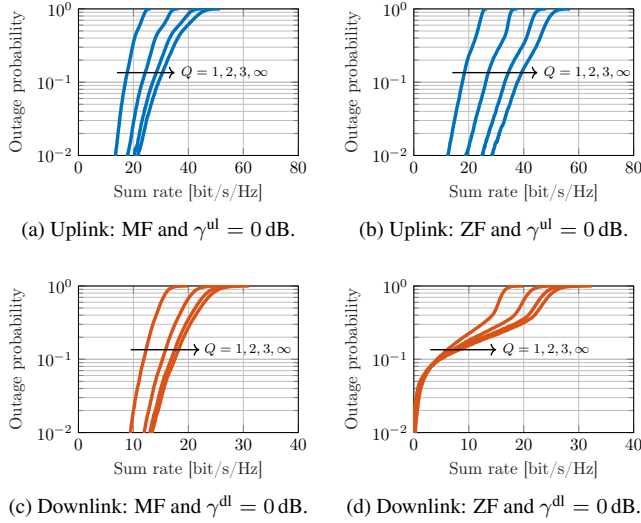 10^0
10^{-1}
10^{-2}
Outage probability
Q = 1, 2, 3, ∞
0 20 40 60 80
Sum rate [bit/s/Hz]
(a) Uplink: MF and γ^ul = 0 dB.
10^0
10^{-1}
10^{-2}
Outage probability
Q = 1, 2, 3, ∞
0 20 40 60 80
Sum rate [bit/s/Hz]
(b) Uplink: ZF and γ^ul = 0 dB.
10^0
10^{-1}
10^{-2}
Outage probability
Q = 1, 2, 3, ∞
0 10 20 30 40
Sum rate [bit/s/Hz]
(c) Downlink: MF and γ^dl = 0 dB.
10^0
10^{-1}
10^{-2}
Outage probability
Q = 1, 2, 3, ∞
0 10 20 30 40
Sum rate [bit/s/Hz]
(d) Downlink: ZF and γ^dl = 0 dB.